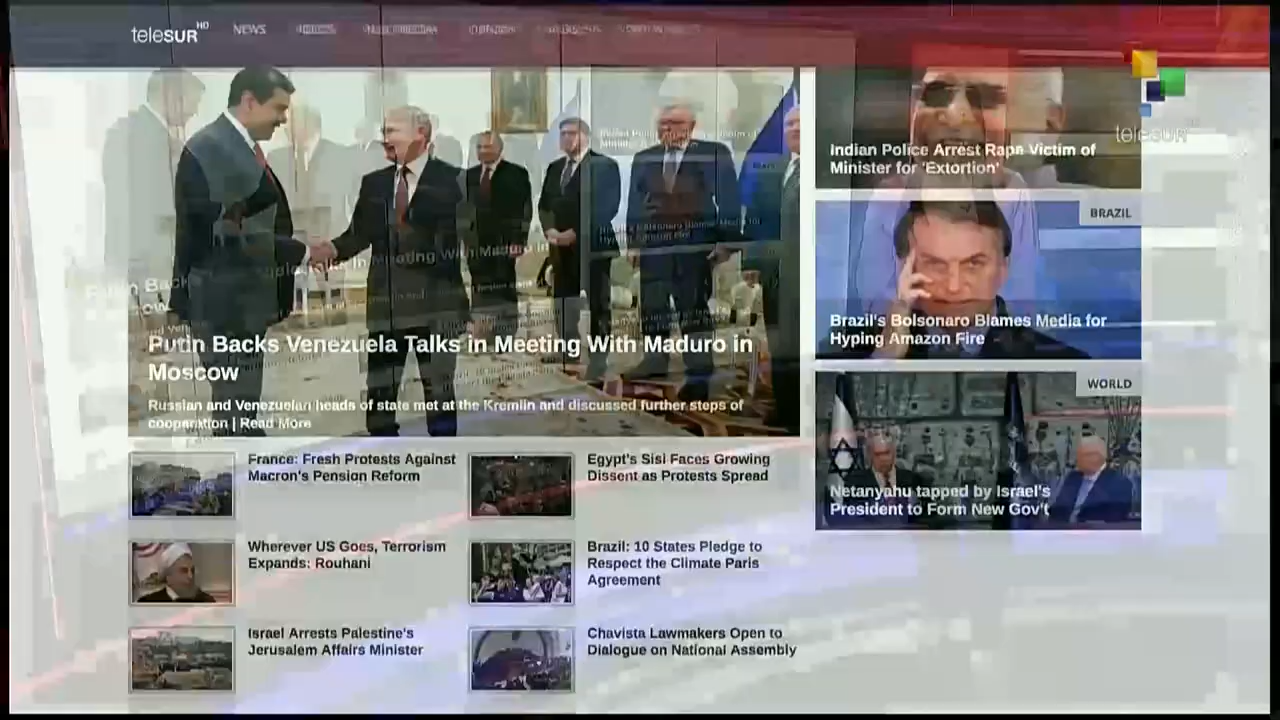 teleSUR HD
NEWS
teleSUR
Indian Police Arrest Rape Victim of
Minister for 'Extortion'
BRAZIL
Brazil's Bolsonaro Blames Media for
Hyping Amazon Fire
WORLD
Netanyahu tapped by Israel's
President to Form New Gov't
Putin Backs Venezuela Talks in Meeting With Maduro in
Moscow
Russian and Venezuelan heads of state met at the Kremlin and discussed further steps of
cooperation | Read More
France: Fresh Protests Against
Macron's Pension Reform
Egypt's Sisi Faces Growing
Dissent as Protests Spread
Wherever US Goes, Terrorism
Expands: Rouhani
Brazil: 10 States Pledge to
Respect the Climate Paris
Agreement
Israel Arrests Palestine's
Jerusalem Affairs Minister
Chavista Lawmakers Open to
Dialogue on National Assembly